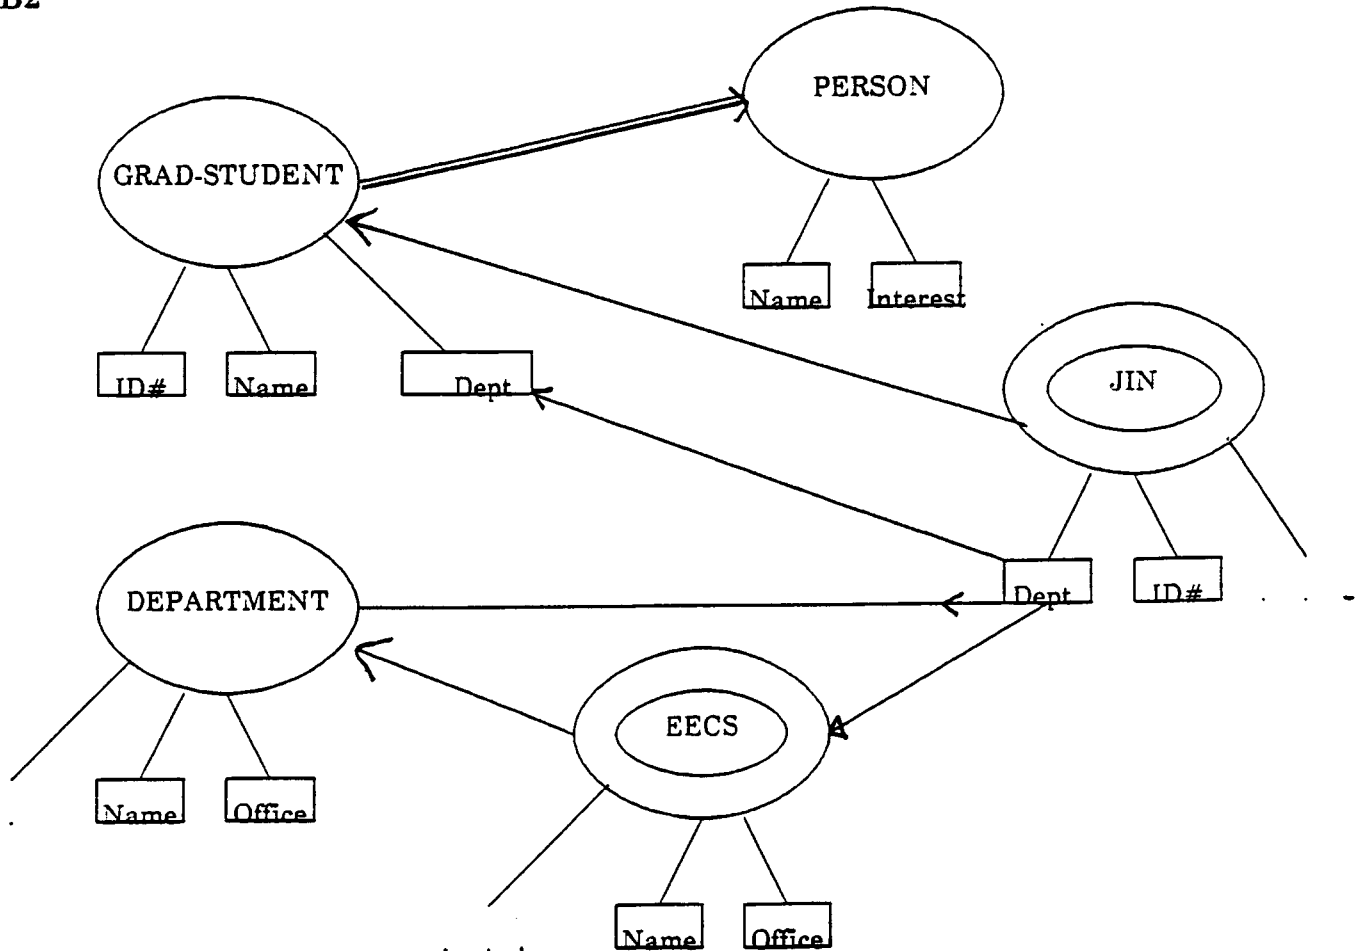 B2
PERSON
GRAD-STUDENT
Name Interest
JIN
ID# Name Dept
DEPARTMENT
Dept ID#
EECS
Name Office
Name Office